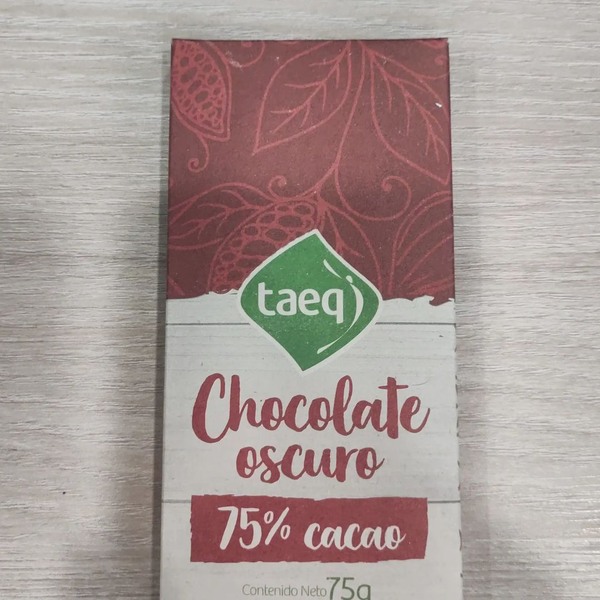 taeq
Chocolate
oscuro
75% cacao
Contenido Neto 75g